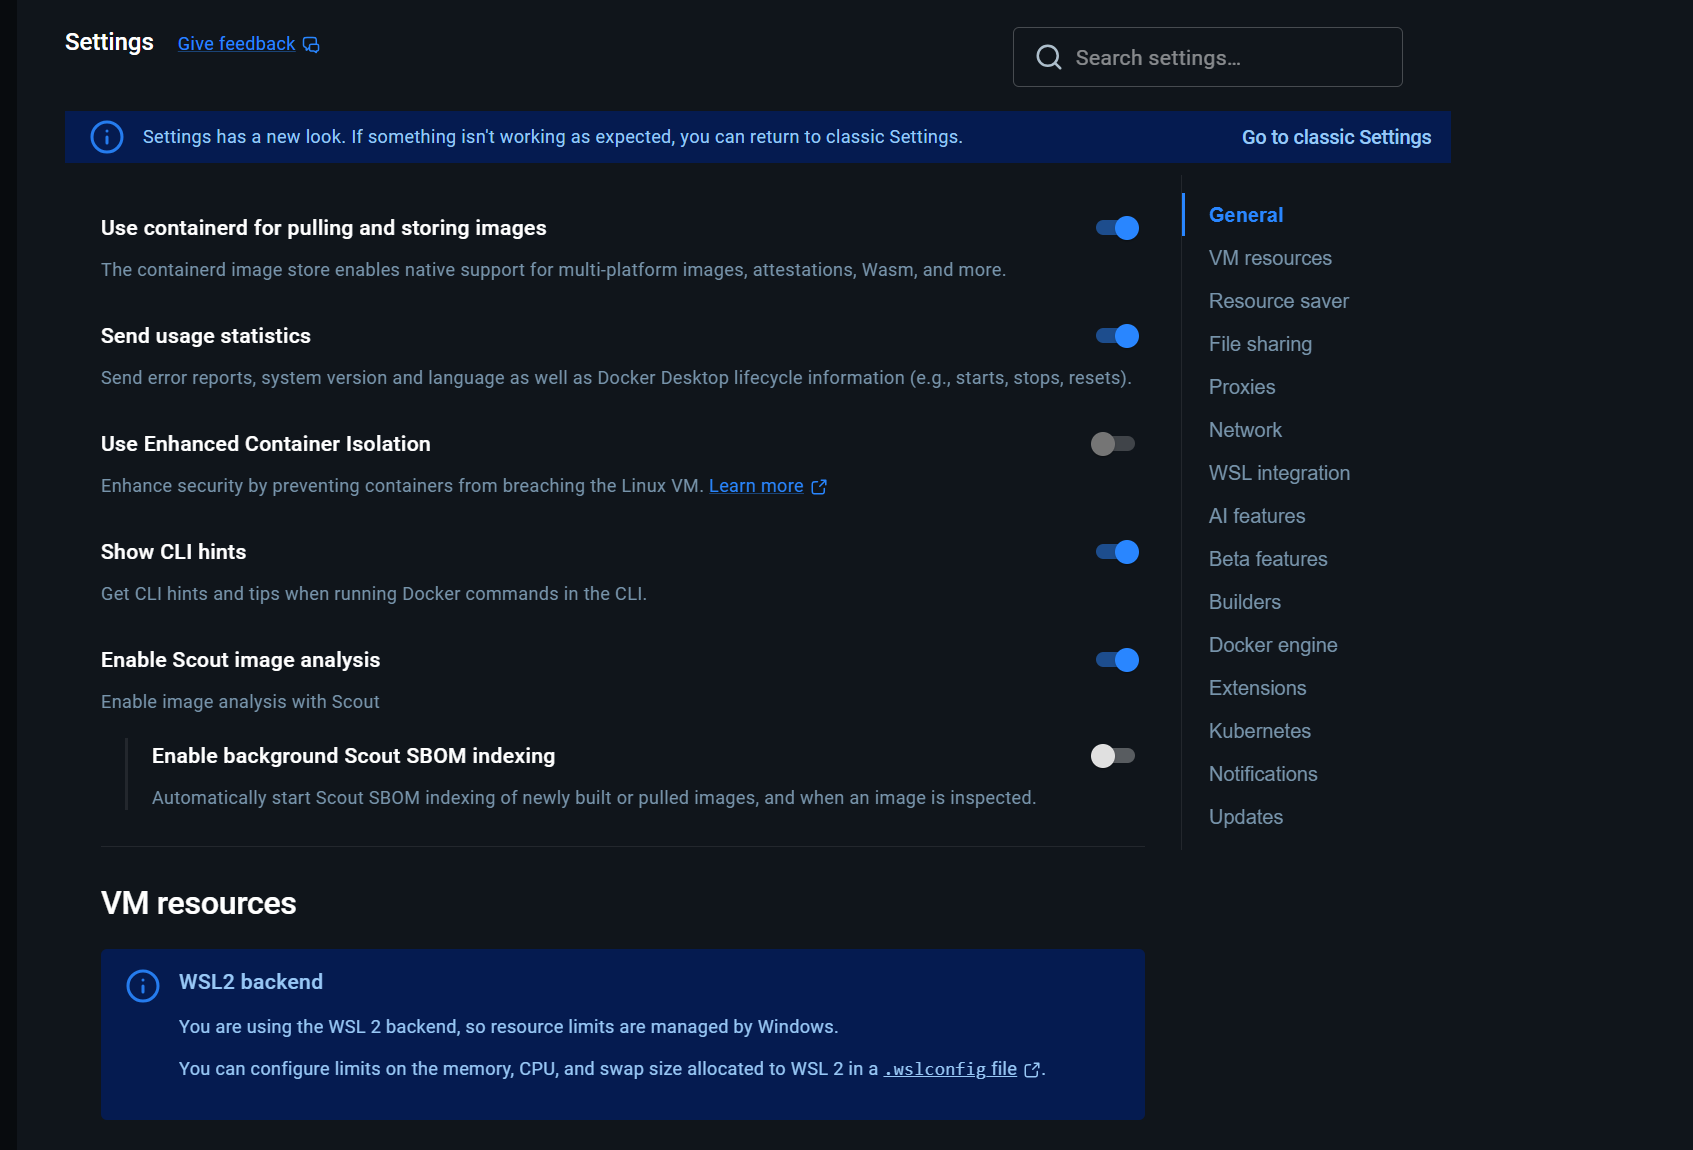 Settings Give feedback
Search settings...
Settings has a new look. If something isn't working as expected, you can return to classic Settings.
Go to classic Settings
Use containerd for pulling and storing images
The containerd image store enables native support for multi-platform images, attestations, Wasm, and more.
Send usage statistics
Send error reports, system version and language as well as Docker Desktop lifecycle information (e.g., starts, stops, resets).
Use Enhanced Container Isolation
Enhance security by preventing containers from breaching the Linux VM. Learn more
Show CLI hints
Get CLI hints and tips when running Docker commands in the CLI.
Enable Scout image analysis
Enable image analysis with Scout
Enable background Scout SBOM indexing
Automatically start Scout SBOM indexing of newly built or pulled images, and when an image is inspected.
VM resources
WSL2 backend
You are using the WSL 2 backend, so resource limits are managed by Windows.
You can configure limits on the memory, CPU, and swap size allocated to WSL 2 in a .wslconfig file.
General
VM resources
Resource saver
File sharing
Proxies
Network
WSL integration
AI features
Beta features
Builders
Docker engine
Extensions
Kubernetes
Notifications
Updates